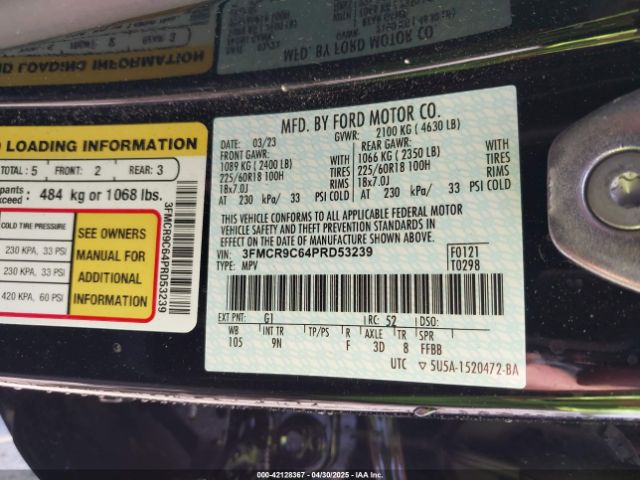 D LOADING INFORMATION
TOTAL: 5 FRONT: 2 REAR: 3
pants: 484 kg or 1068 lbs.
COLD TIRE PRESSURE
230 KPA, 33 PSI
230 KPA, 33 PSI
420 KPA, 60 PSI
SEE OWNERS
MANUAL FOR
ADDITIONAL
INFORMATION
3FMCR9C64PRD53239
MFD. BY FORD MOTOR CO.
DATE: 03/23 GVWR: 2100 KG ( 4630 LB)
FRONT GAWR: REAR GAWR:
1089 KG ( 2400 LB) WITH 1066 KG ( 2350 LB) WITH
225/60R18 100H TIRES 225/60R18 100H TIRES
18x7.0J RIMS 18x7.0J RIMS
AT 230 kPa/ 33 PSI COLD AT 230 kPa/ 33 PSI COLD
THIS VEHICLE CONFORMS TO ALL APPLICABLE FEDERAL MOTOR
VEHICLE SAFETY AND THEFT PREVENTION STANDARDS IN EFFECT
ON THE DATE OF MANUFACTURE SHOWN ABOVE.
VIN: 3FMCR9C64PRD53239 F0121
TYPE: MPV T0298
EXT PNT: G1 RC: 52 DSO:
WB INT TR TP/PS R AXLE TR SPR
105 9N F 3D 8 FFBB
UTC 5U5A-1520472-BA
000-42128367 - 04/30/2025 - IAAI.COM